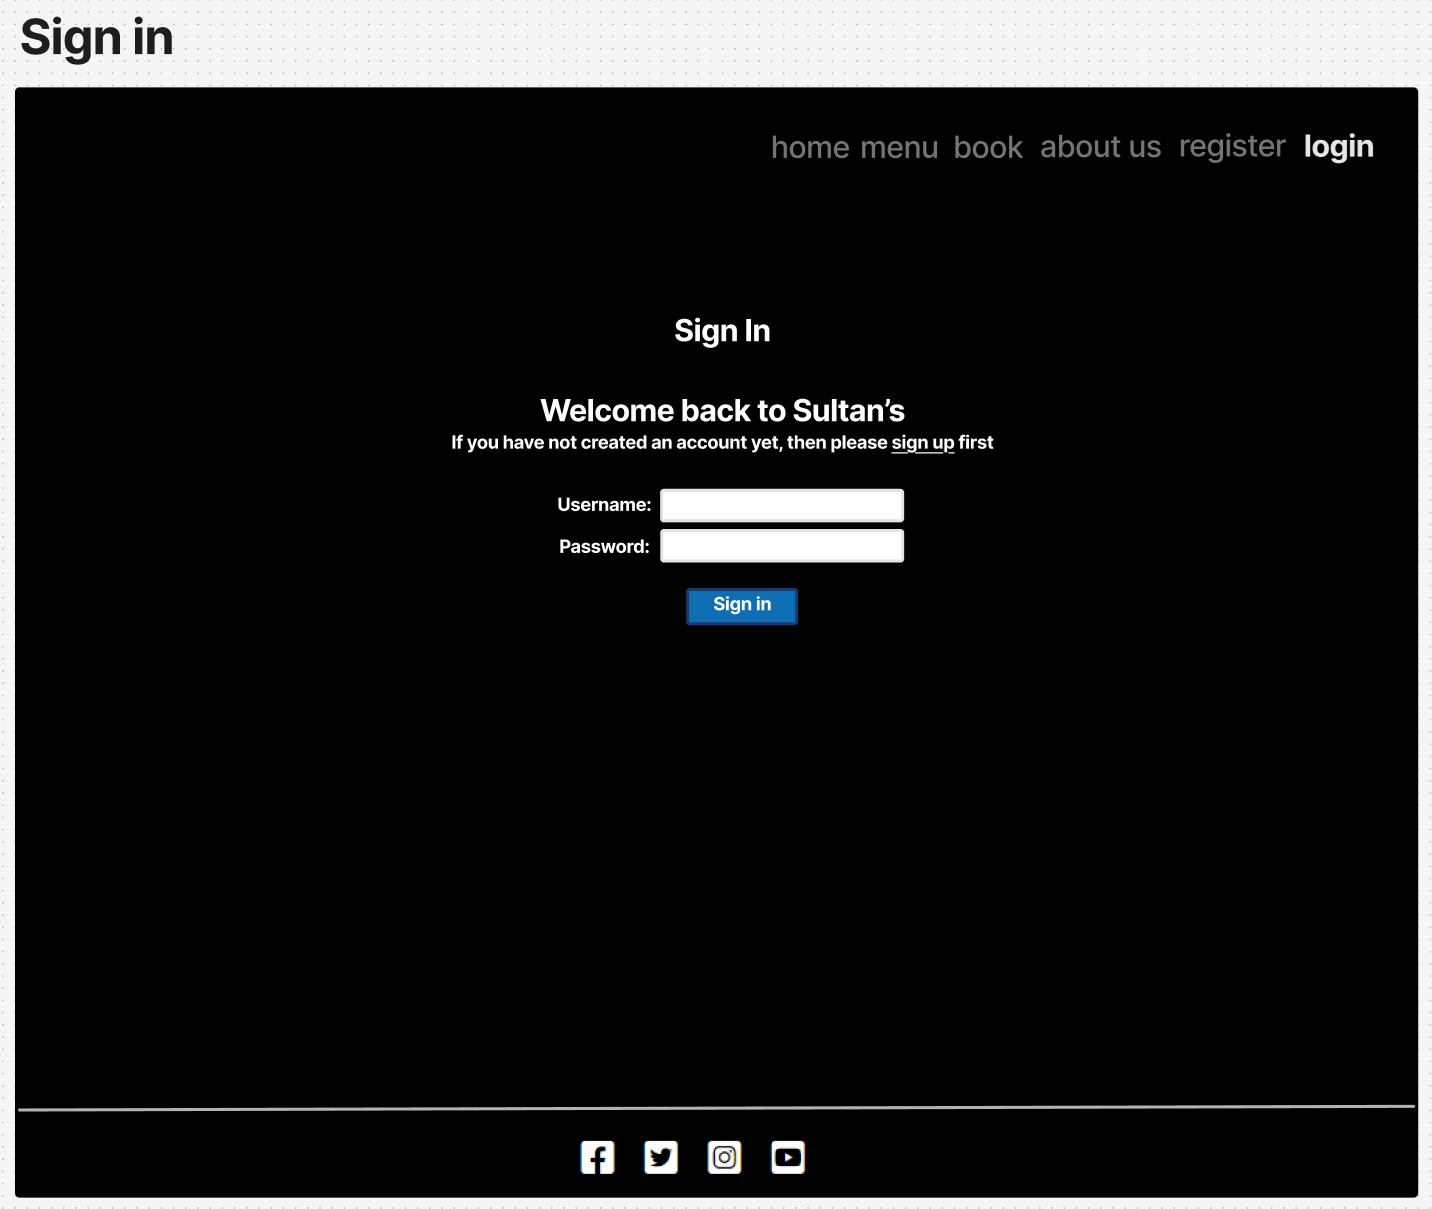 Sign in
home menu book about us register login
Sign In
Welcome back to Sultan’s
If you have not created an account yet, then please sign up first
Username:
Password:
Sign in